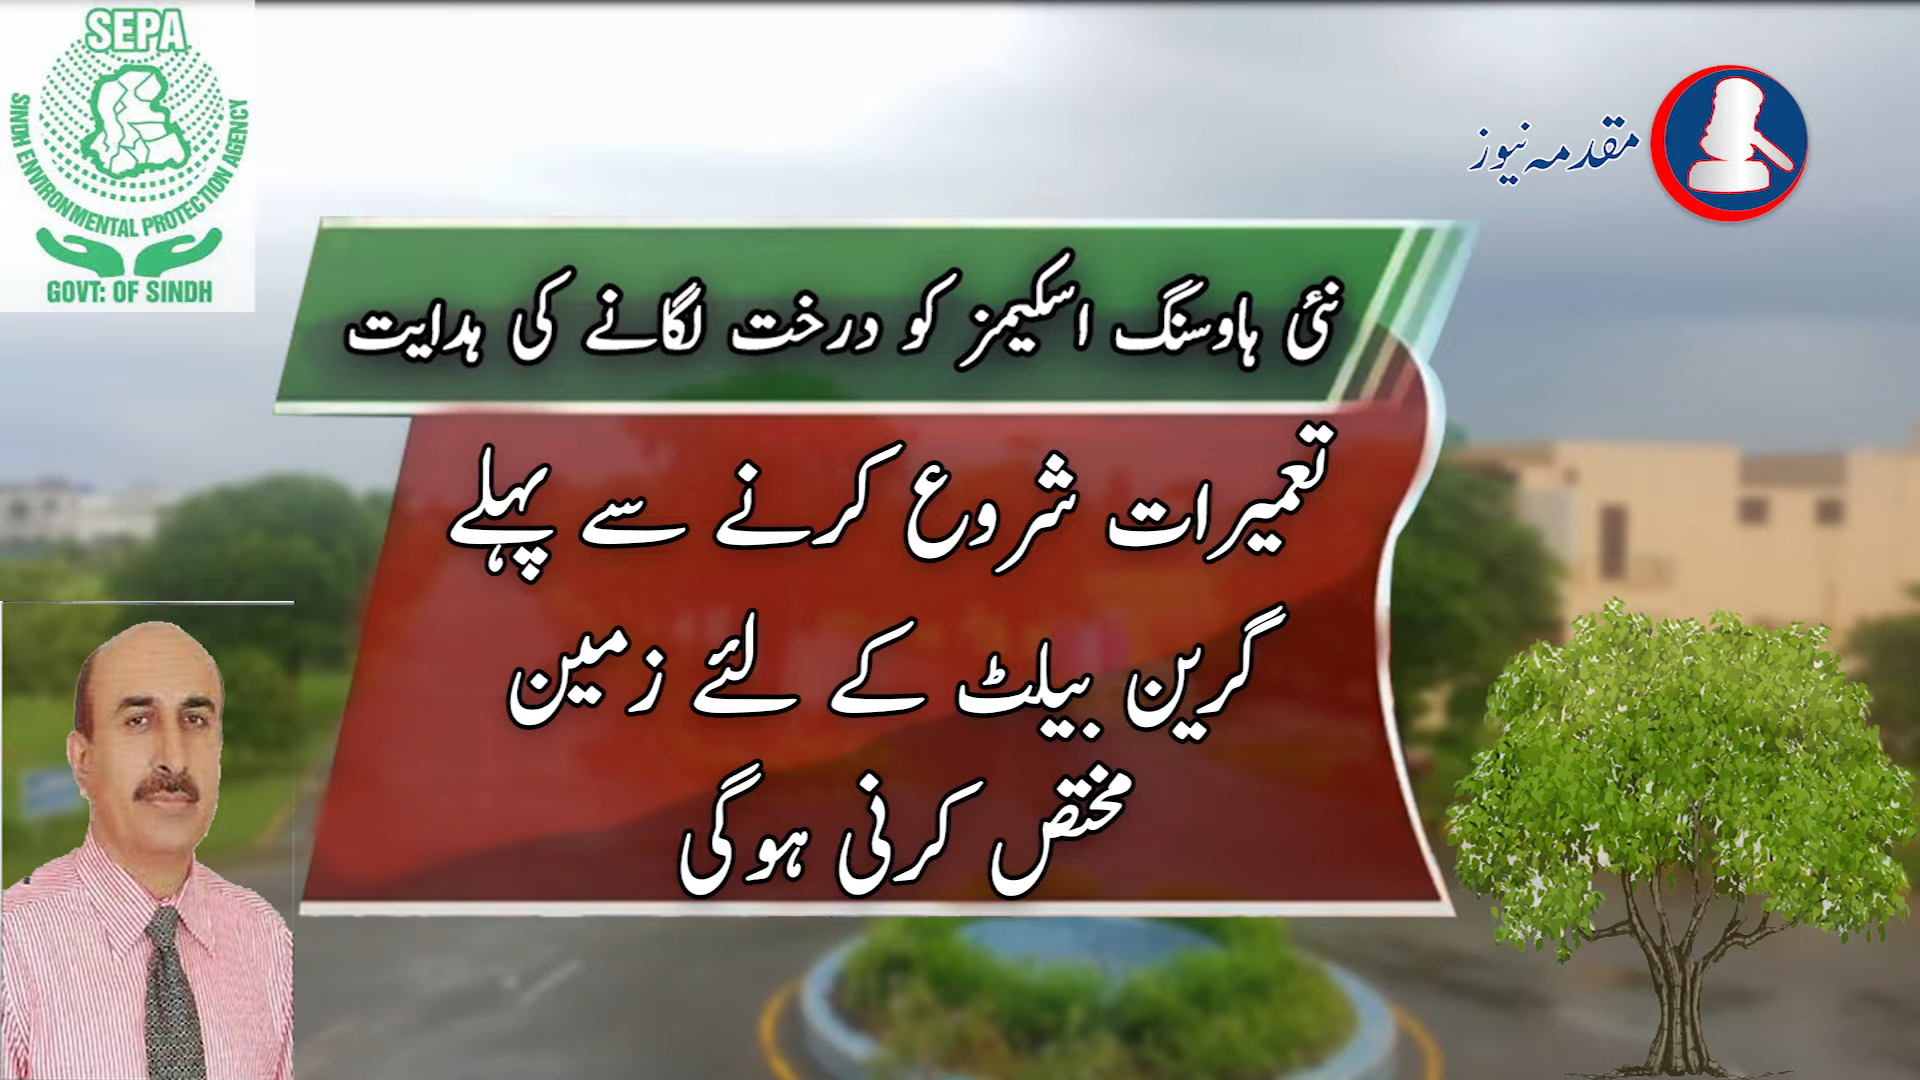 SEPA
SINDH ENVIRONMENTAL PROTECTION AGENCY
GOVT: OF SINDH
مقدمہ نیوز
نئی ہاوسنگ اسکیمز کو درخت لگانے کی ہدایت
تعمیرات شروع کرنے سے پہلے
گرین بیلٹ کے لئے زمین
مختص کرنی ہوگی